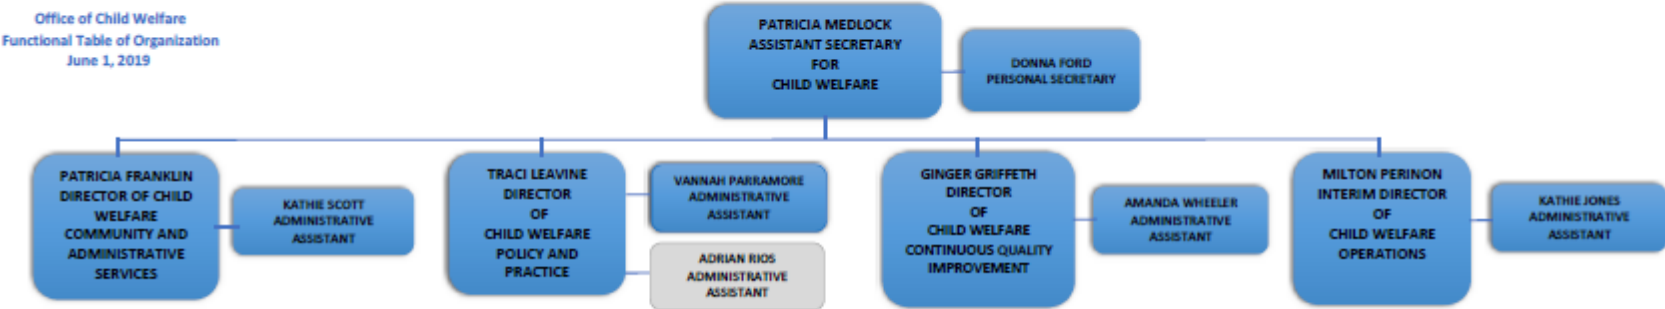 Office of Child Welfare
Functional Table of Organization
June 1, 2019
PATRICIA MEDLOCK
ASSISTANT SECRETARY
FOR
CHILD WELFARE
DONNA FORD
PERSONAL SECRETARY
PATRICIA FRANKLIN
DIRECTOR OF CHILD
WELFARE
COMMUNITY AND
ADMINISTRATIVE
SERVICES
KATHIE SCOTT
ADMINISTRATIVE
ASSISTANT
TRACI LEAVINE
DIRECTOR
OF
CHILD WELFARE
POLICY AND
PRACTICE
VANNAH PARRAMORE
ADMINISTRATIVE
ASSISTANT
ADRIAN RIOS
ADMINISTRATIVE
ASSISTANT
GINGER GRIFFETH
DIRECTOR
OF
CHILD WELFARE
CONTINUOUS QUALITY
IMPROVEMENT
AMANDA WHEELER
ADMINISTRATIVE
ASSISTANT
MILTON PERINON
INTERIM DIRECTOR
OF
CHILD WELFARE
OPERATIONS
KATHIE JONES
ADMINISTRATIVE
ASSISTANT